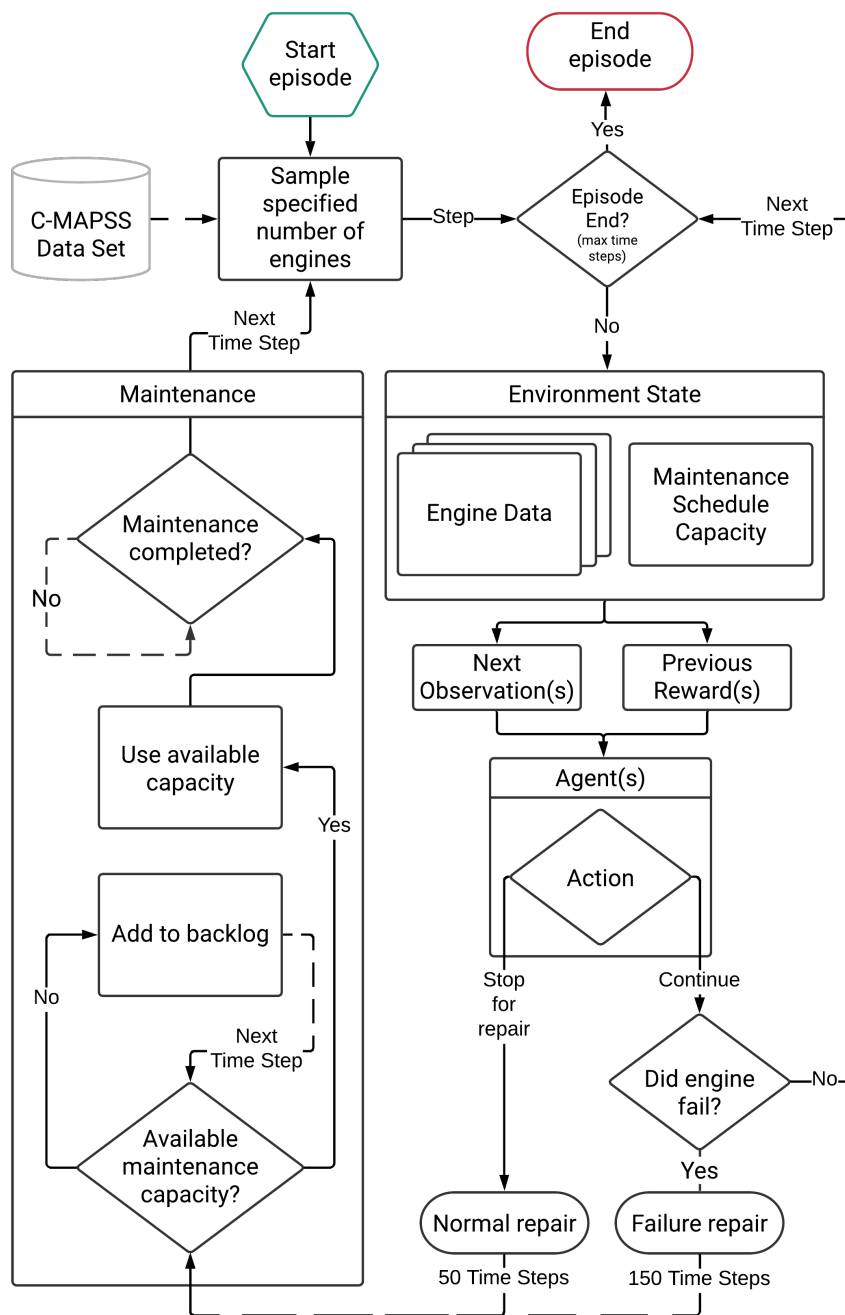 Start
episode
End
episode
Yes
C-MAPSS
Data Set
Sample
specified
number of
engines
Step
Episode
End?
(max time
steps)
Next
Time Step
No
Next
Time Step
Maintenance
Maintenance
completed?
No
Use available
capacity
Yes
Add to backlog
No
Next
Time Step
Available
maintenance
capacity?
Environment State
Engine Data
Maintenance
Schedule
Capacity
Next
Observation(s)
Previous
Reward(s)
Agent(s)
Action
Stop
for
repair
Continue
Did engine
fail?
No
Yes
Normal repair
Failure repair
50 Time Steps
150 Time Steps